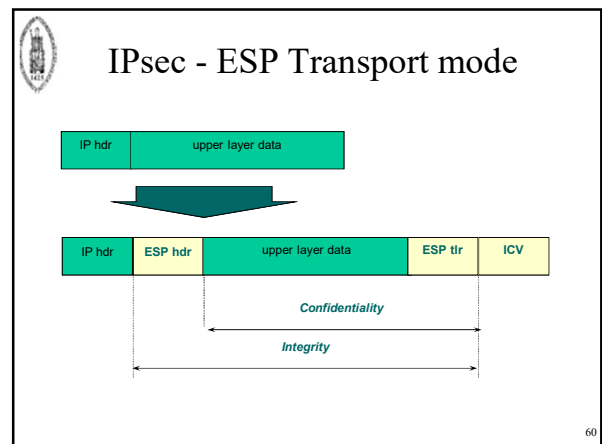 IPsec - ESP Transport mode
IP hdr upper layer data
IP hdr ESP hdr upper layer data ESP tlr ICV
Confidentiality
Integrity
60
1425